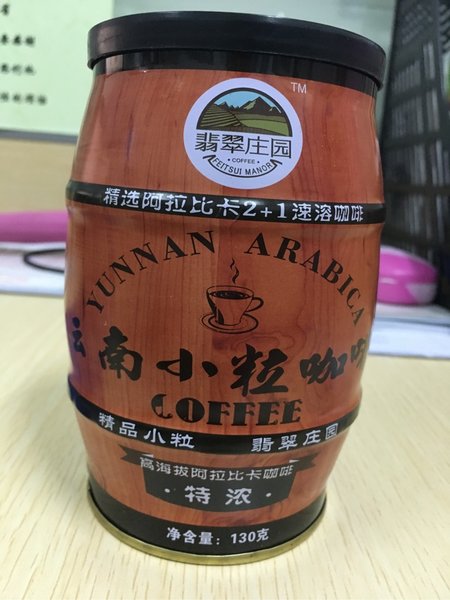 TM
翡翠庄园
· COFFEE ·
FEITSUI MANOR
精选阿拉比卡2+1速溶咖啡
YUNNAN ARABICA
云南小粒咖啡
COFFEE
精品小粒 翡翠庄园
高海拔阿拉比卡咖啡
·特浓·
净含量：130克